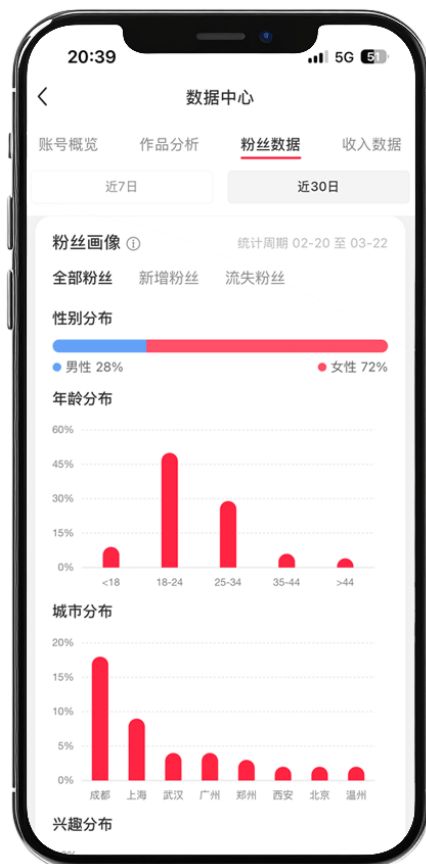 20:39 5G 51
数据中心
账号概览 作品分析 粉丝数据 收入数据
近7日 近30日
粉丝画像 统计周期 02-20 至 03-22
全部粉丝 新增粉丝 流失粉丝
性别分布
男性 28% 女性 72%
年龄分布
60%
45%
30%
15%
0%
<18 18-24 25-34 35-44 >44
城市分布
20%
15%
10%
5%
0%
成都 上海 武汉 广州 郑州 西安 北京 温州
兴趣分布